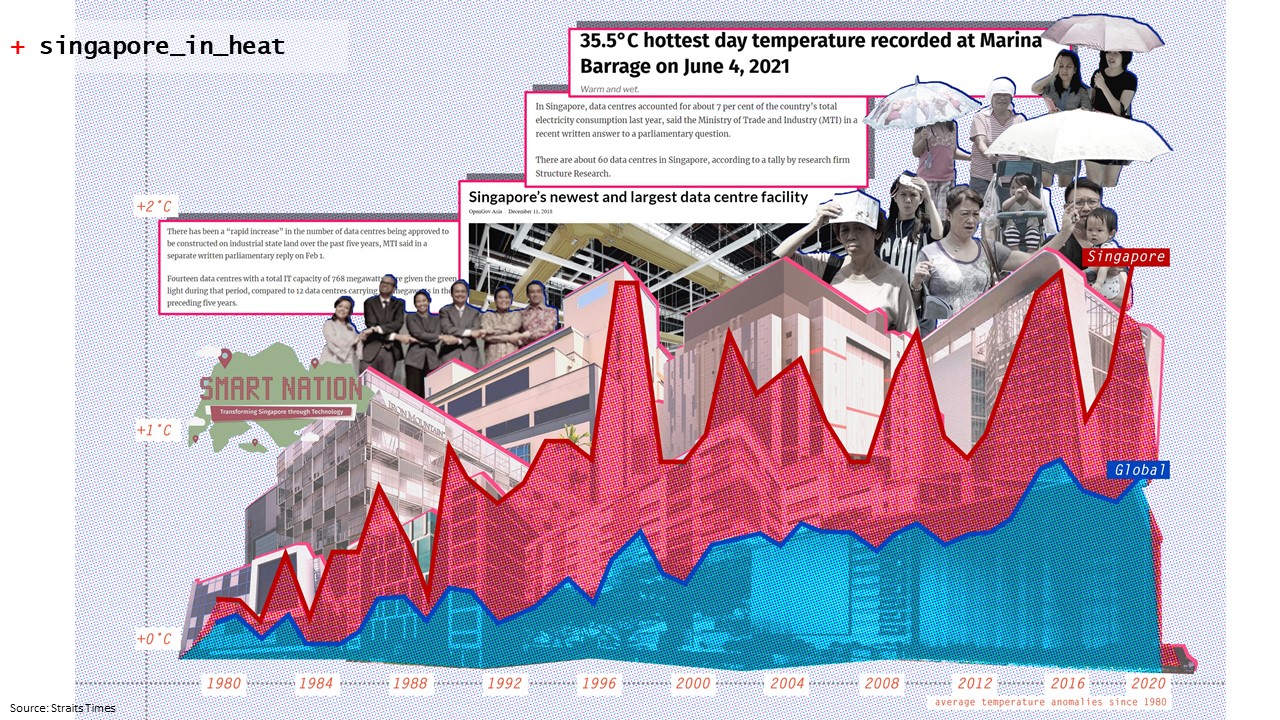 + singapore_in_heat
35.5°C hottest day temperature recorded at Marina
Barrage on June 4, 2021
Warm and wet.
In Singapore, data centres accounted for about 7 per cent of the country's total
electricity consumption last year, said the Ministry of Trade and Industry (MTI) in a
recent written answer to a parliamentary question.
There are about 60 data centres in Singapore, according to a tally by research firm
Structure Research.
Singapore's newest and largest data centre facility
OpenGov Asia December 11, 2018
+2°C
There has been a “rapid increase” in the number of data centres being approved to
be constructed on industrial state land over the past five years, MTI said in a
separate written parliamentary reply on Feb 1.
Fourteen data centres with a total IT capacity of 768 megawatts were given the green
light during that period, compared to 12 data centres carrying megawatts in the
preceding five years.
Singapore
SMART NATION
Transforming Singapore through Technology
IRON MOUNTAIN
+1°C
Global
+0°C
1980 1984 1988 1992 1996 2000 2004 2008 2012 2016 2020
average temperature anomalies since 1980
Source: Straits Times